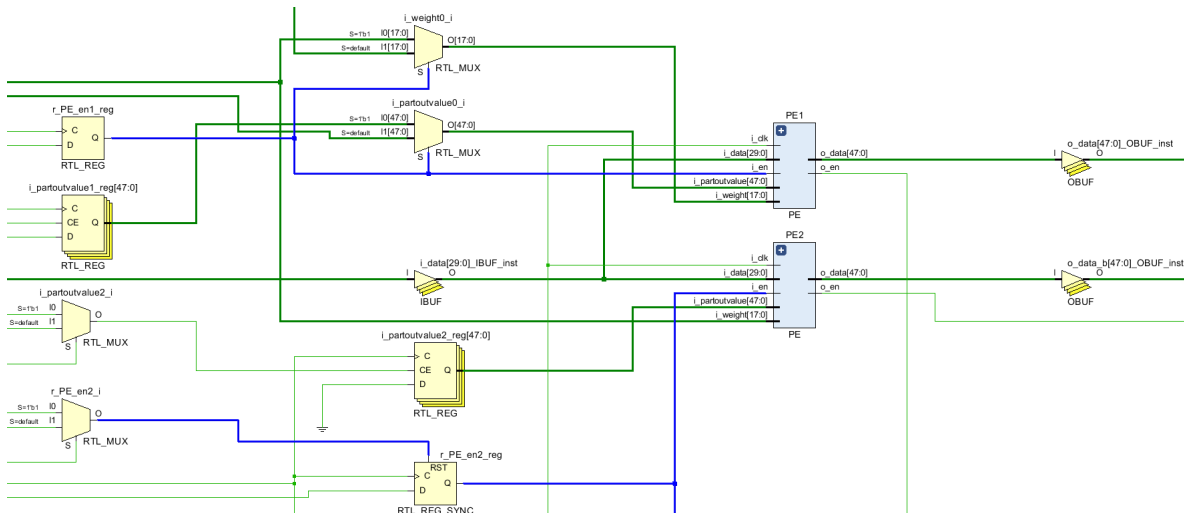 i_weight0_i
S=1'b1 I0[17:0]
S=default I1[17:0]
O[17:0]
S
RTL_MUX
r_PE_en1_reg
C
D
Q
RTL_REG
i_partoutvalue0_i
S=1'b1 I0[47:0]
S=default I1[47:0]
O[47:0]
S
RTL_MUX
PE1
i_clk
i_data[29:0]
i_en
i_partoutvalue[47:0]
i_weight[17:0]
o_data[47:0]
o_en
PE
o_data[47:0]_OBUF_inst
I
O
OBUF
i_partoutvalue1_reg[47:0]
C
CE
D
Q
RTL_REG
i_data[29:0]_IBUF_inst
I
O
IBUF
PE2
i_clk
i_data[29:0]
i_en
i_partoutvalue[47:0]
i_weight[17:0]
o_data[47:0]
o_en
PE
o_data_b[47:0]_OBUF_inst
I
O
OBUF
i_partoutvalue2_i
S=1'b1 I0
S=default I1
O
S
RTL_MUX
i_partoutvalue2_reg[47:0]
C
CE
D
Q
RTL_REG
r_PE_en2_i
S=1'b1 I0
S=default I1
O
S
RTL_MUX
r_PE_en2_reg
RST
C
D
Q
RTL_REG_SYNC